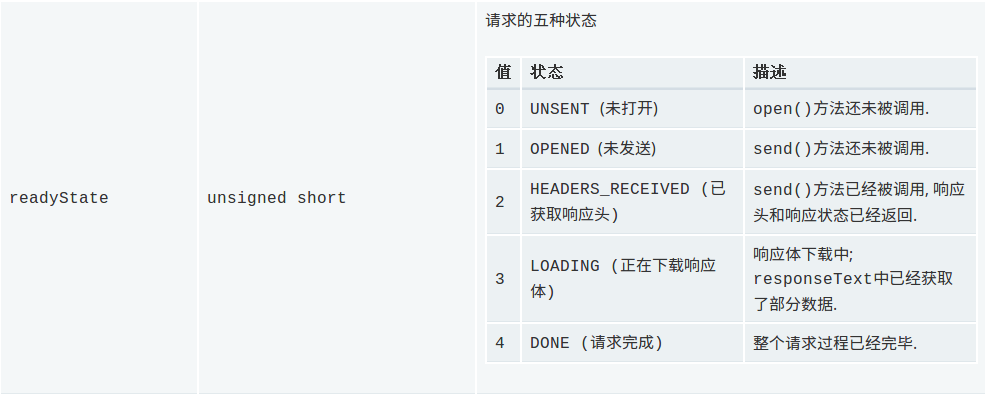 请求的五种状态
值 状态 描述
0 UNSENT (未打开) open()方法还未被调用.
1 OPENED (未发送) send()方法还未被调用.
readyState unsigned short
2 HEADERS_RECEIVED (已获取响应头) send()方法已经被调用, 响应头和响应状态已经返回.
3 LOADING (正在下载响应体) 响应体下载中; responseText中已经获取了部分数据.
4 DONE (请求完成) 整个请求过程已经完毕.